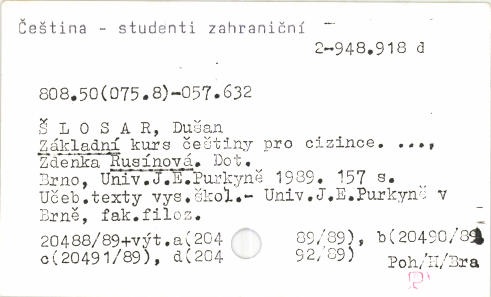 Čeština - studenti zahraniční
2-948.918 d
808.50(075.8)-057.632
Š L O S A R, Dušan
Základní kurs češtiny pro cizince. ...,
Zdenka Rusínová. Dot.
Brno, Univ.J.E.Purkyně 1989. 157 s.
Učeb.texty vys.škol.- Univ.J.E.Purkyně v
Brně, fak.filoz.
20488/89+výt.a(204 89/89), b(20490/89
c(20491/89), d(204 92/89)
Poh/H/Bra